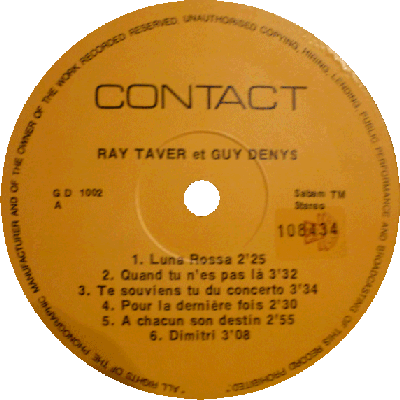 "ALL RIGHTS OF THE PHONOGRAPHIC MANUFACTURER AND OF THE OWNER OF THE WORK RECORDED RESERVED. UNAUTHORISED COPYING, HIRING, LENDING, PUBLIC PERFORMANCE AND BROADCASTING OF THIS RECORD PROHIBITED"
CONTACT
RAY TAVER et GUY DENYS
G D 1002
A
Sabam TM
Stereo
108434
1. Luna Rossa 2'25
2. Quand tu n'es pas là 3'32
3. Te souviens tu du concerto 3'34
4. Pour la dernière fois 2'30
5. A chacun son destin 2'55
6. Dimitri 3'08